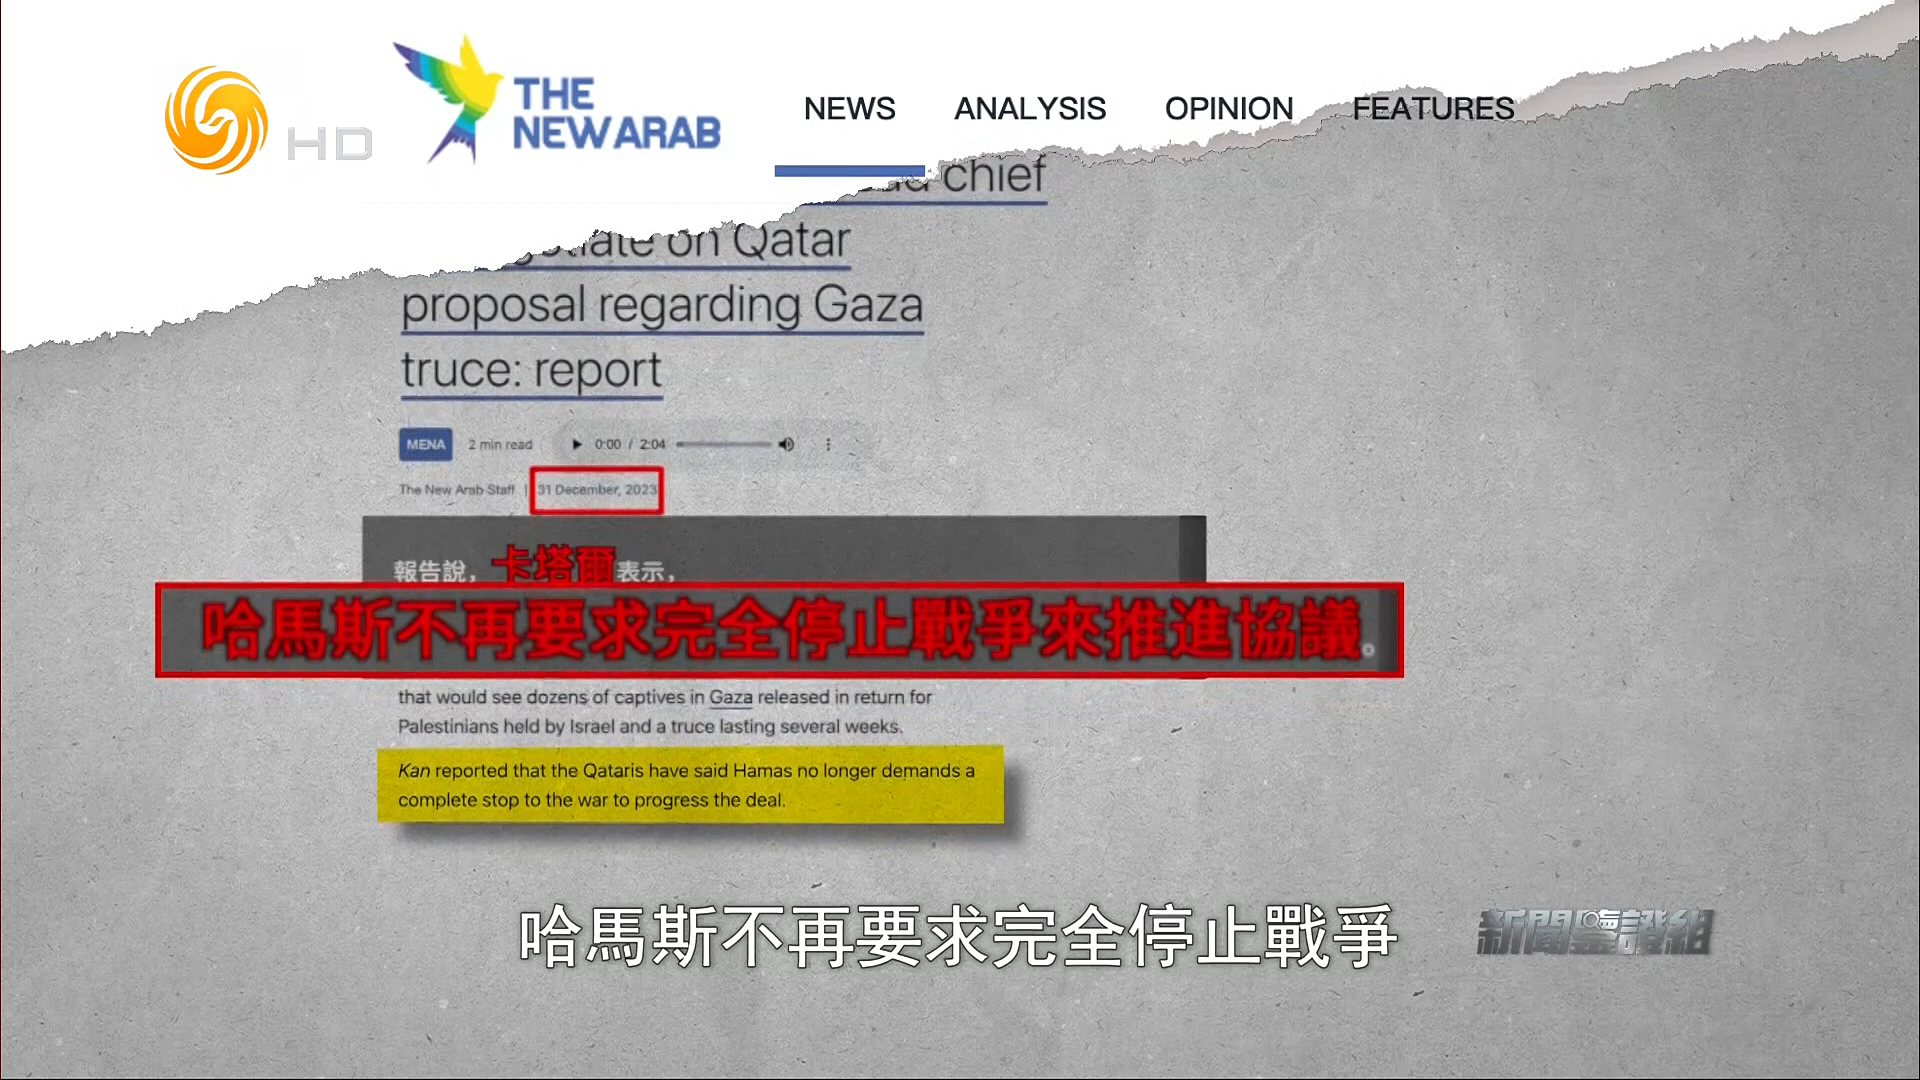 HD
THE
NEW ARAB
NEWS ANALYSIS OPINION FEATURES
chief
on Qatar
proposal regarding Gaza
truce: report
MENA 2 min read 0:00 / 2:04
The New Arab Staff | 31 December, 2023
報告說，卡塔爾表示，
哈馬斯不再要求完全停止戰爭來推進協議。
that would see dozens of captives in Gaza released in return for
Palestinians held by Israel and a truce lasting several weeks.
Kan reported that the Qataris have said Hamas no longer demands a
complete stop to the war to progress the deal.
哈馬斯不再要求完全停止戰爭
新聞鑒證組